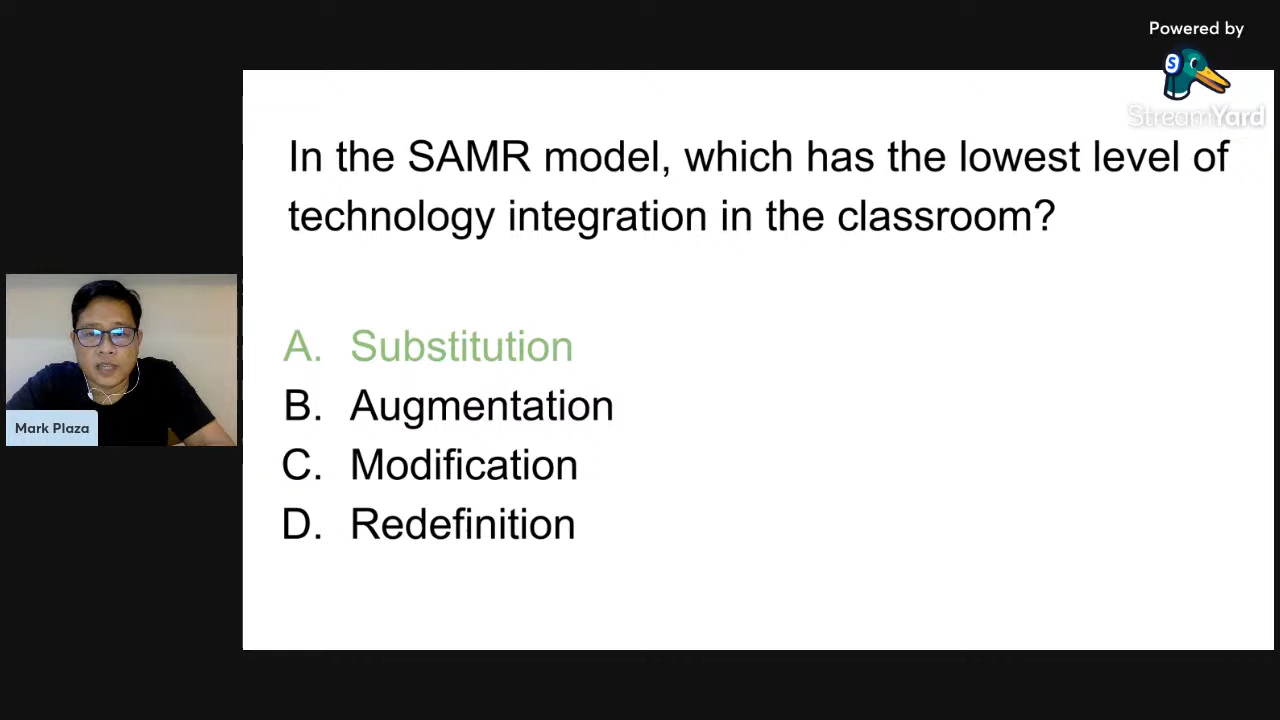 Powered by
S
StreamYard
In the SAMR model, which has the lowest level of
technology integration in the classroom?
A. Substitution
B. Augmentation
C. Modification
D. Redefinition
Mark Plaza